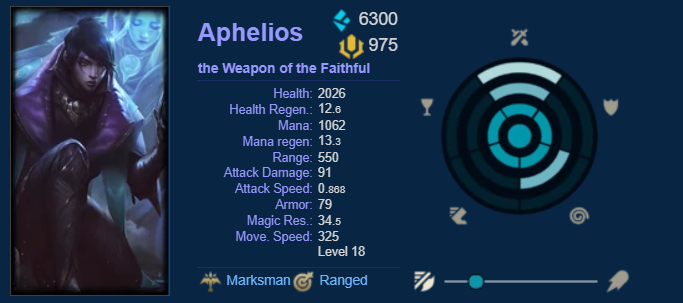 Aphelios
6300
975
the Weapon of the Faithful
Health: 2026
Health Regen.: 12.6
Mana: 1062
Mana regen: 13.3
Range: 550
Attack Damage: 91
Attack Speed: 0.868
Armor: 79
Magic Res.: 34.5
Move. Speed: 325
Level 18
Marksman Ranged